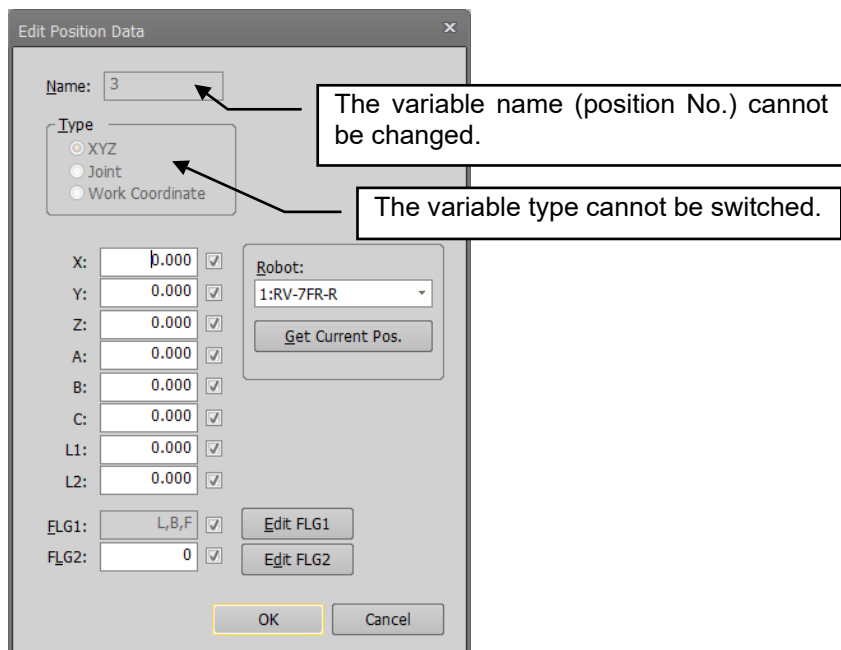 Edit Position Data
x
Name: 3
The variable name (position No.) cannot
be changed.
Type
XYZ
Joint
Work Coordinate
The variable type cannot be switched.
X: 0.000
Robot:
Y: 0.000
1:RV-7FR-R
Z: 0.000
Get Current Pos.
A: 0.000
B: 0.000
C: 0.000
L1: 0.000
L2: 0.000
FLG1: L,B,F Edit FLG1
FLG2: 0 Edit FLG2
OK Cancel